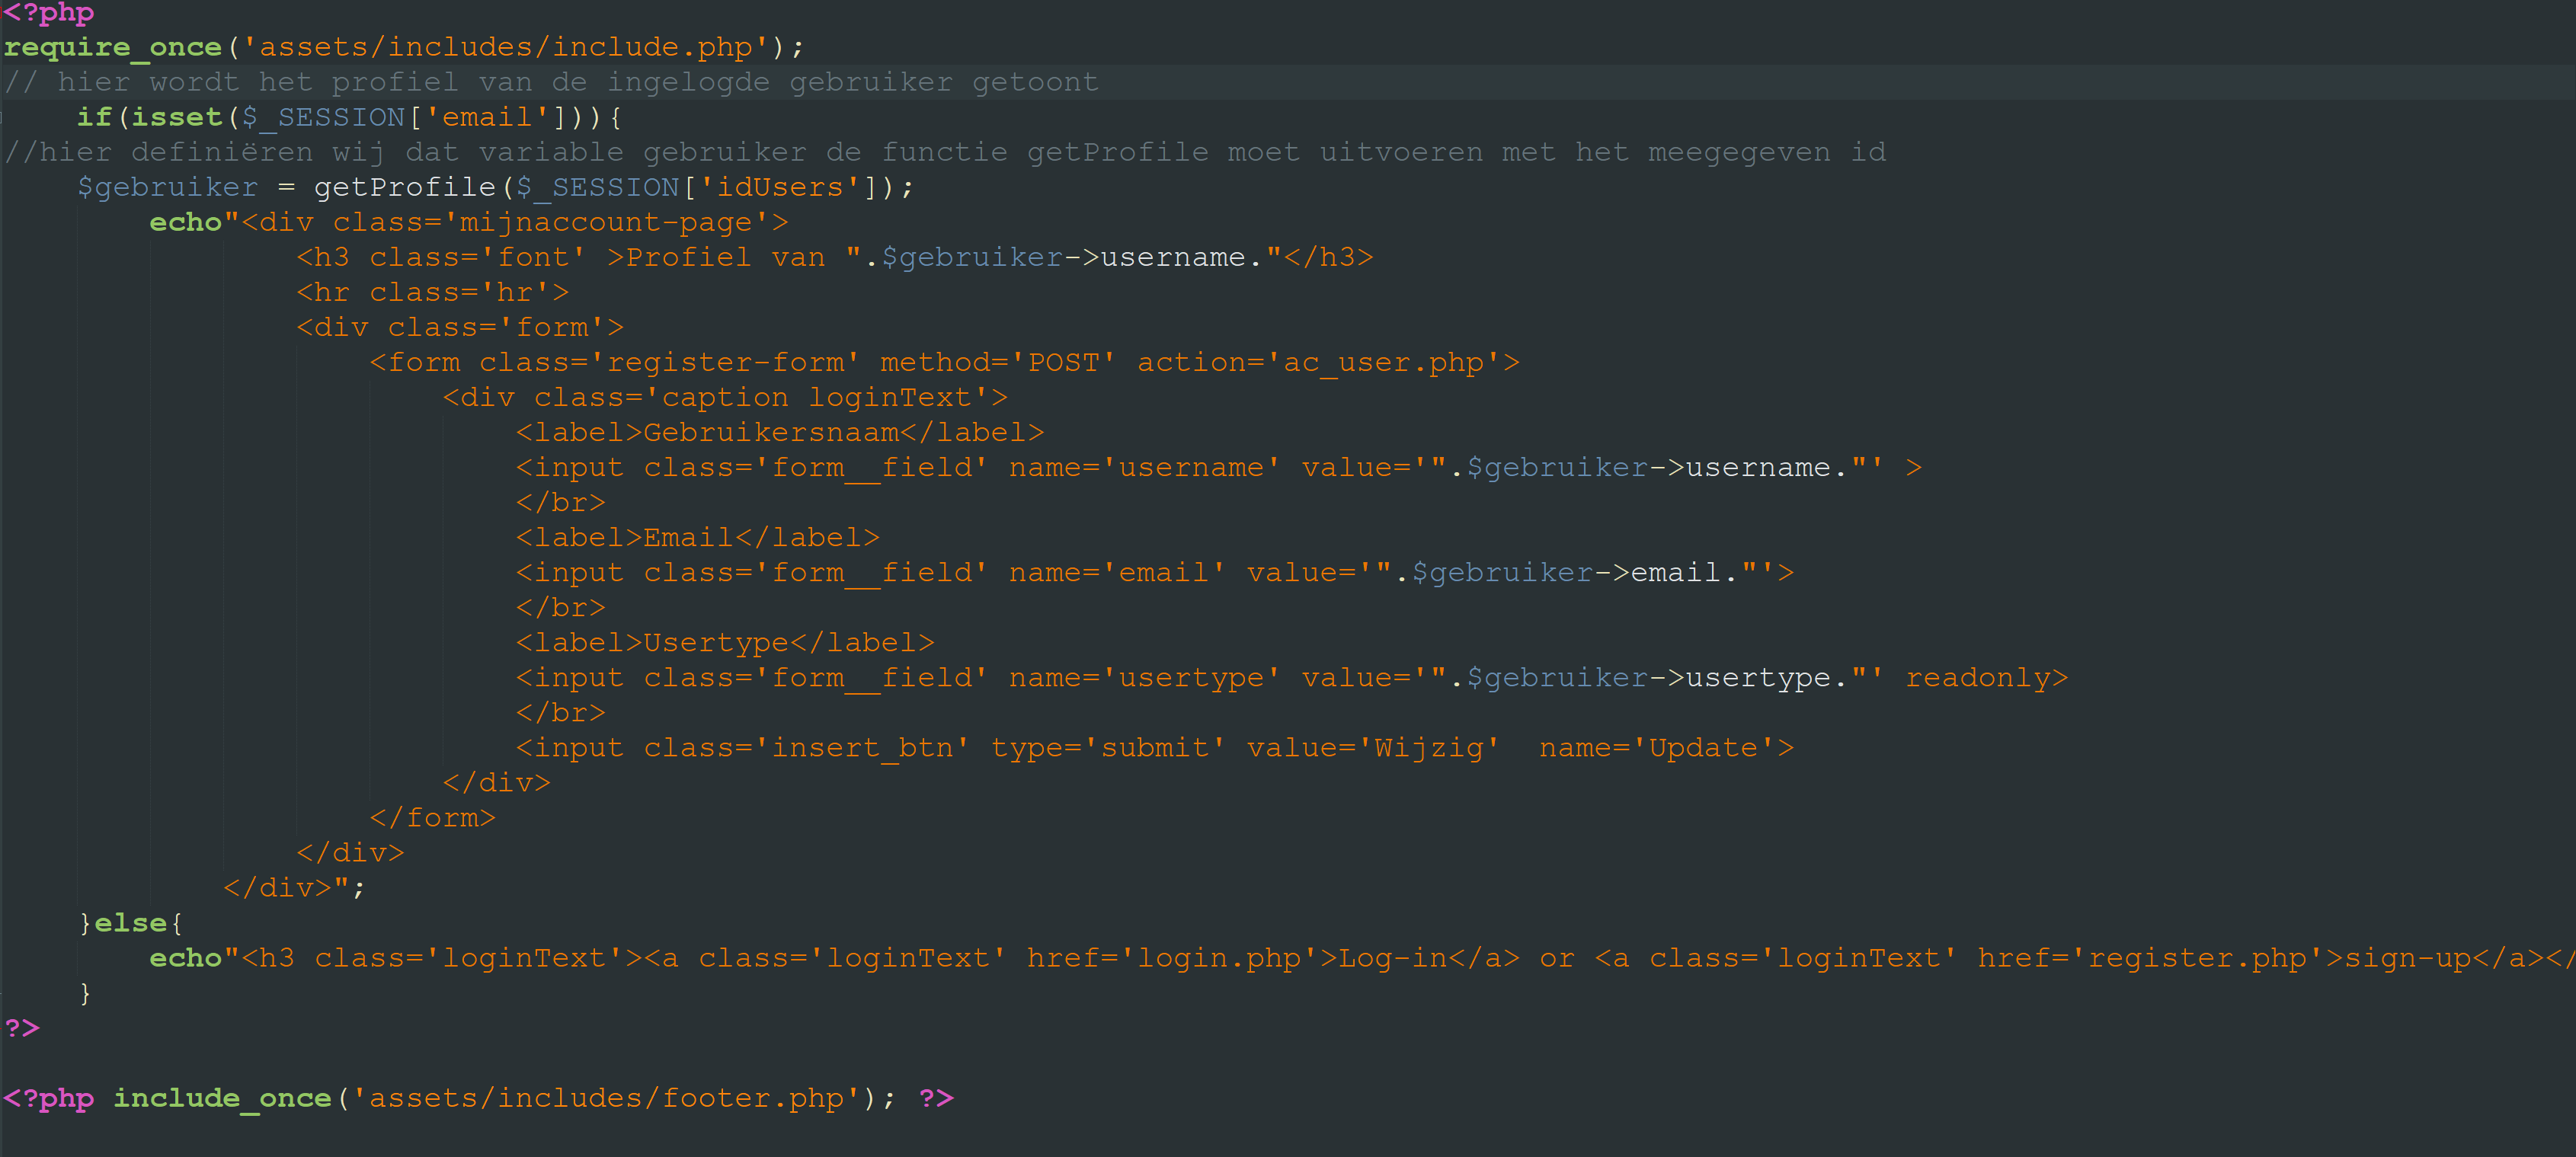 <?php
require_once('assets/includes/include.php');
// hier wordt het profiel van de ingelogde gebruiker getoont
    if(isset($_SESSION['email'])){
//hier definiëren wij dat variable gebruiker de functie getProfile moet uitvoeren met het meegegeven id
    $gebruiker = getProfile($_SESSION['idUsers']);
        echo"<div class='mijnaccount-page'>
                <h3 class='font' >Profiel van ".$gebruiker->username."</h3>
                <hr class='hr'>
                <div class='form'>
                    <form class='register-form' method='POST' action='ac_user.php'>
                        <div class='caption loginText'>
                            <label>Gebruikersnaam</label>
                            <input class='form__field' name='username' value='".$gebruiker->username."' >
                            </br>
                            <label>Email</label>
                            <input class='form__field' name='email' value='".$gebruiker->email."'>
                            </br>
                            <label>Usertype</label>
                            <input class='form__field' name='usertype' value='".$gebruiker->usertype."' readonly>
                            </br>
                            <input class='insert_btn' type='submit' value='Wijzig'  name='Update'>
                        </div>
                    </form>
                </div>
            </div>";
    }else{
        echo"<h3 class='loginText'><a class='loginText' href='login.php'>Log-in</a> or <a class='loginText' href='register.php'>sign-up</a></
    }
?>
<?php include_once('assets/includes/footer.php'); ?>